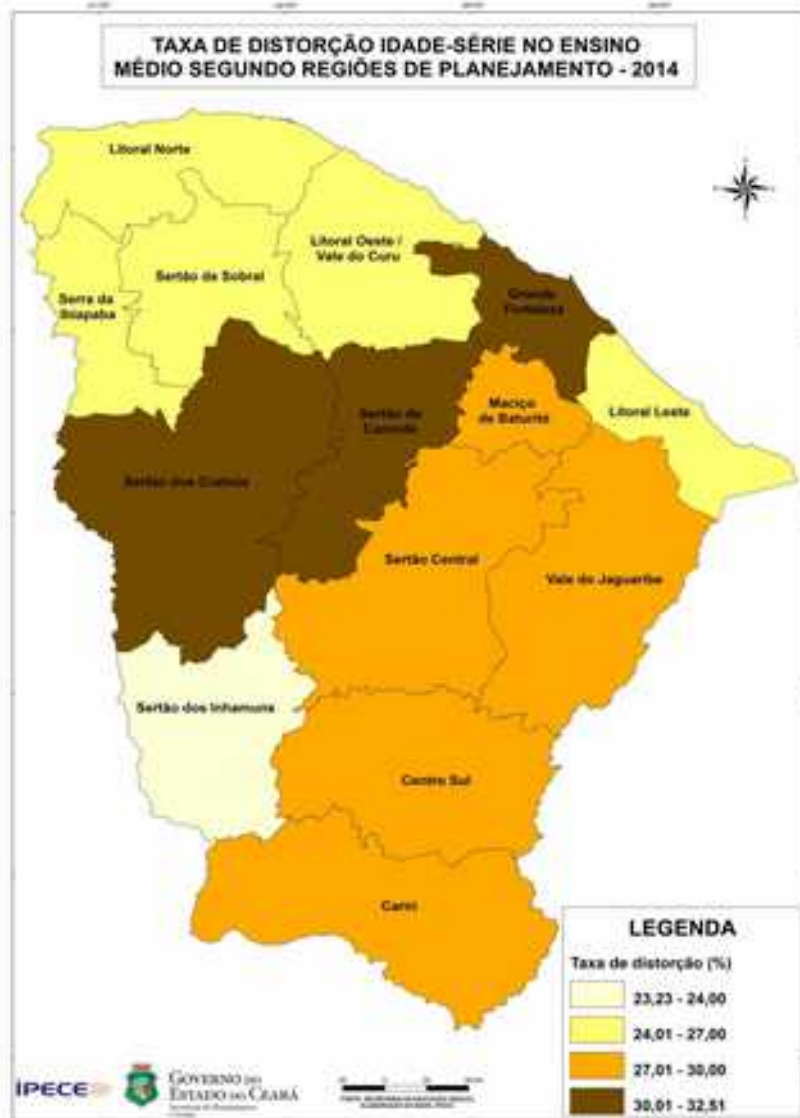 TAXA DE DISTORÇÃO IDADE-SÉRIE NO ENSINO
MÉDIO SEGUNDO REGIÕES DE PLANEJAMENTO - 2014
Litoral Norte
Litoral Oeste /
Vale do Curu
Sertão de Sobral
Serra da
Ibiapaba
Grande
Fortaleza
Maciço
de Baturité
Litoral Leste
Sertão de
Canindé
Sertão dos Crateús
Sertão Central
Vale do Jaguaribe
Sertão dos Inhamuns
Centro Sul
Cariri
LEGENDA
Taxa de distorção (%)
23,23 - 24,00
24,01 - 27,00
27,01 - 30,00
30,01 - 32,51
IPECE
GOVERNO DO
ESTADO DO CEARÁ